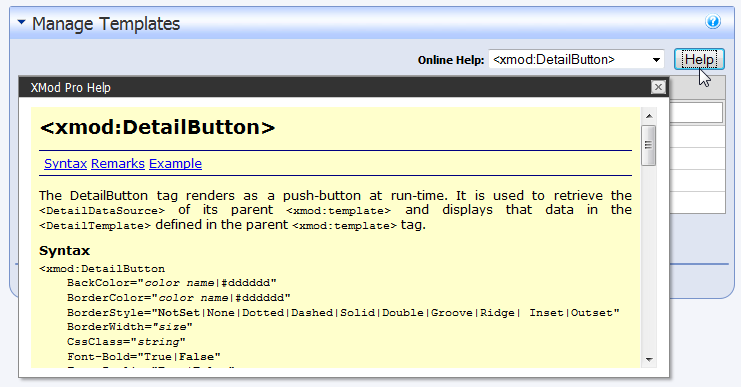 Manage Templates
Online Help: <xmod:DetailButton> Help
XMod Pro Help
<xmod:DetailButton>
Syntax Remarks Example
The DetailButton tag renders as a push-button at run-time. It is used to retrieve the
<DetailDataSource> of its parent <xmod:template> and displays that data in the
<DetailTemplate> defined in the parent <xmod:template> tag.
Syntax
<xmod:DetailButton
BackColor="color name|#dddddd"
BorderColor="color name|#dddddd"
BorderStyle="NotSet|None|Dotted|Dashed|Solid|Double|Groove|Ridge| Inset|Outset"
BorderWidth="size"
CssClass="string"
Font-Bold="True|False"